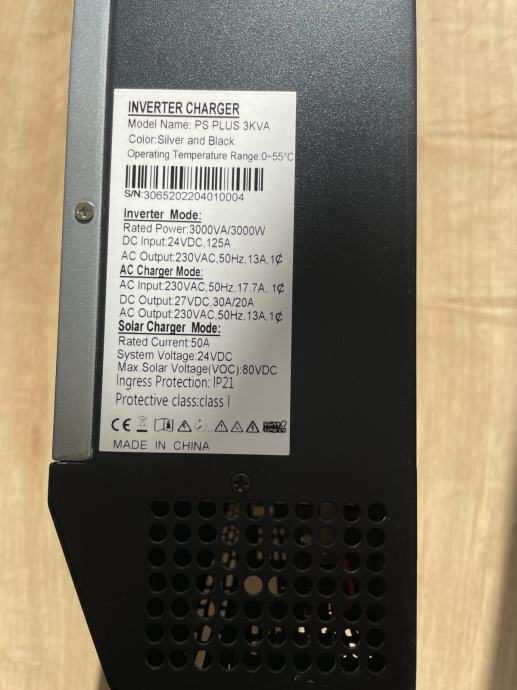 INVERTER CHARGER
Model Name: PS PLUS 3KVA
Color:Silver and Black
Operating Temperature Range:0~55°C
S/N:3065202204010004
Inverter Mode:
Rated Power:3000VA/3000W
DC Input:24VDC,125A
AC Output:230VAC,50Hz,13A,1¢
AC Charger Mode:
AC Input:230VAC,50Hz,17.7A, 1¢
DC Output:27VDC,30A/20A
AC Output:230VAC,50Hz,13A,1¢
Solar Charger Mode:
Rated Current:50A
System Voltage:24VDC
Max.Solar Voltage(VOC):80VDC
Ingress Protection: IP21
Protective class:class I
CE
MADE IN CHINA